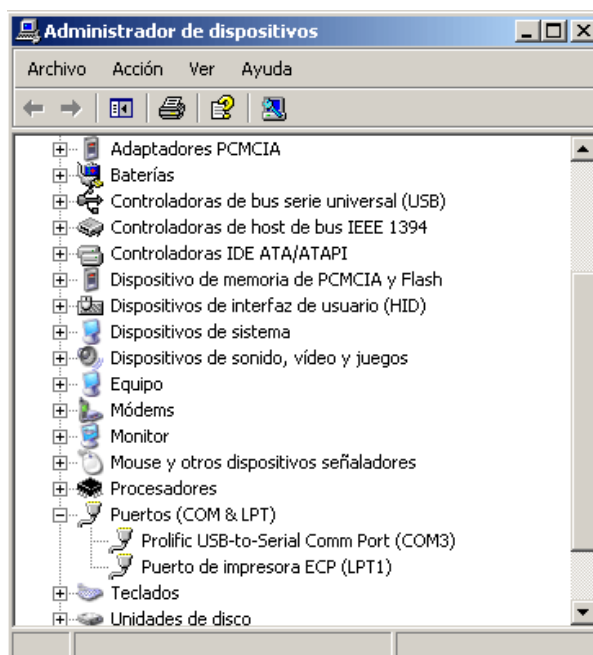 Administrador de dispositivos
Archivo Acción Ver Ayuda
Adaptadores PCMCIA
Baterías
Controladoras de bus serie universal (USB)
Controladoras de host de bus IEEE 1394
Controladoras IDE ATA/ATAPI
Dispositivo de memoria de PCMCIA y Flash
Dispositivos de interfaz de usuario (HID)
Dispositivos de sistema
Dispositivos de sonido, vídeo y juegos
Equipo
Módems
Monitor
Mouse y otros dispositivos señaladores
Procesadores
Puertos (COM & LPT)
Prolific USB-to-Serial Comm Port (COM3)
Puerto de impresora ECP (LPT1)
Teclados
Unidades de disco